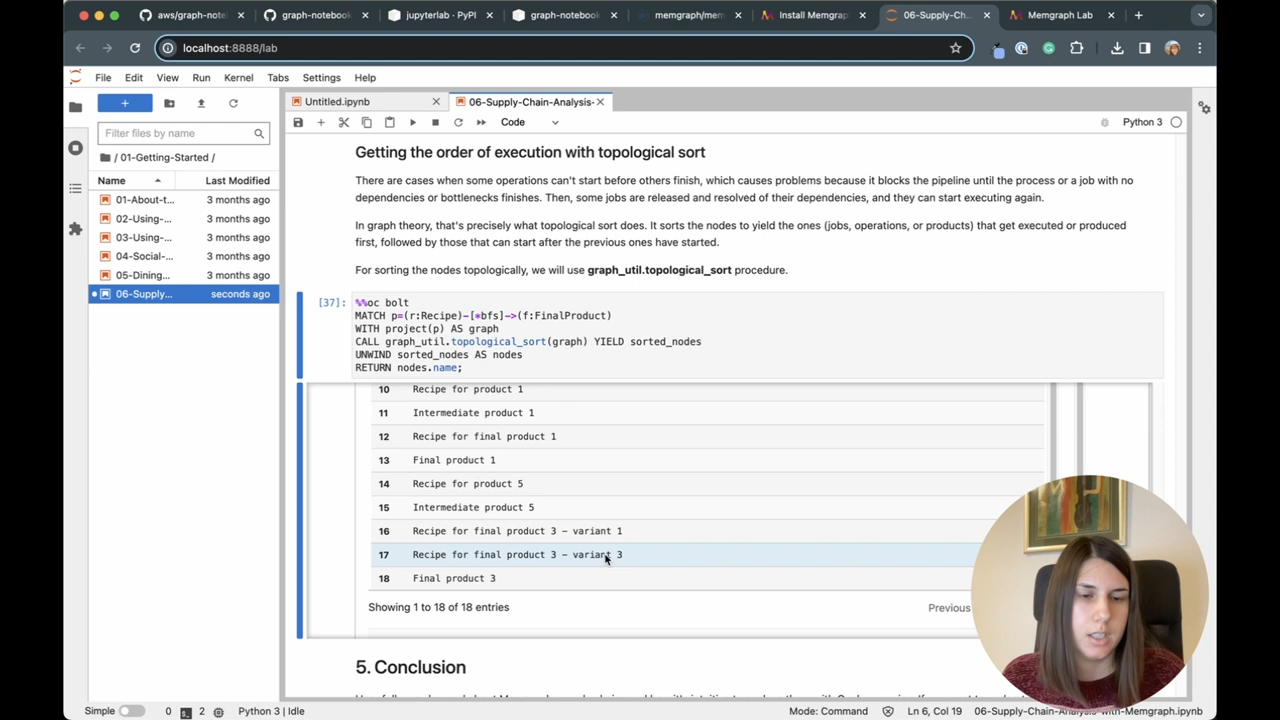 aws/graph-note
graph-notebook
jupyterlab · PyPI
graph-notebook
memgraph/mem
Install Memgrap
06-Supply-Ch
Memgraph Lab
localhost:8888/lab
File Edit View Run Kernel Tabs Settings Help
Untitled.ipynb
06-Supply-Chain-Analysis-
Filter files by name
Code
Python 3
/ 01-Getting-Started /
Name
Last Modified
01-About-t... 3 months ago
02-Using-... 3 months ago
03-Using-... 3 months ago
04-Social-... 3 months ago
05-Dining... 3 months ago
06-Supply... seconds ago
Getting the order of execution with topological sort
There are cases when some operations can't start before others finish, which causes problems because it blocks the pipeline until the process or a job with no
dependencies or bottlenecks finishes. Then, some jobs are released and resolved of their dependencies, and they can start executing again.
In graph theory, that's precisely what topological sort does. It sorts the nodes to yield the ones (jobs, operations, or products) that get executed or produced
first, followed by those that can start after the previous ones have started.
For sorting the nodes topologically, we will use graph_util.topological_sort procedure.
[37]: %%oc bolt
MATCH p=(r:Recipe)-[*bfs]->(f:FinalProduct)
WITH project(p) AS graph
CALL graph_util.topological_sort(graph) YIELD sorted_nodes
UNWIND sorted_nodes AS nodes
RETURN nodes.name;
10 Recipe for product 1
11 Intermediate product 1
12 Recipe for final product 1
13 Final product 1
14 Recipe for product 5
15 Intermediate product 5
16 Recipe for final product 3 - variant 1
17 Recipe for final product 3 - variant 3
18 Final product 3
Showing 1 to 18 of 18 entries
Previous
5. Conclusion
Simple 0 2 Python 3 | Idle
Mode: Command Ln 6, Col 19 06-Supply-Chain-Analysis-with-Memgraph.ipynb